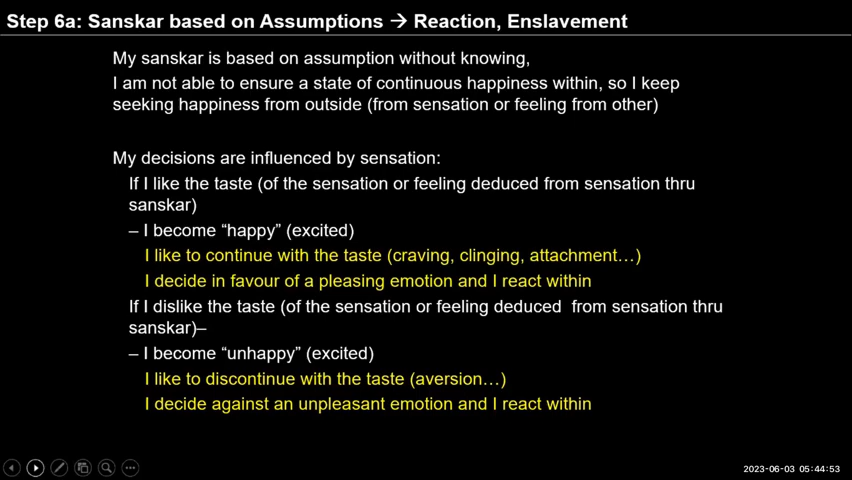 Step 6a: Sanskar based on Assumptions → Reaction, Enslavement
My sanskar is based on assumption without knowing,
I am not able to ensure a state of continuous happiness within, so I keep
seeking happiness from outside (from sensation or feeling from other)
My decisions are influenced by sensation:
If I like the taste (of the sensation or feeling deduced from sensation thru
sanskar)
– I become “happy” (excited)
I like to continue with the taste (craving, clinging, attachment…)
I decide in favour of a pleasing emotion and I react within
If I dislike the taste (of the sensation or feeling deduced  from sensation thru
sanskar)–
– I become “unhappy” (excited)
I like to discontinue with the taste (aversion…)
I decide against an unpleasant emotion and I react within
2023-06-03 05:44:53